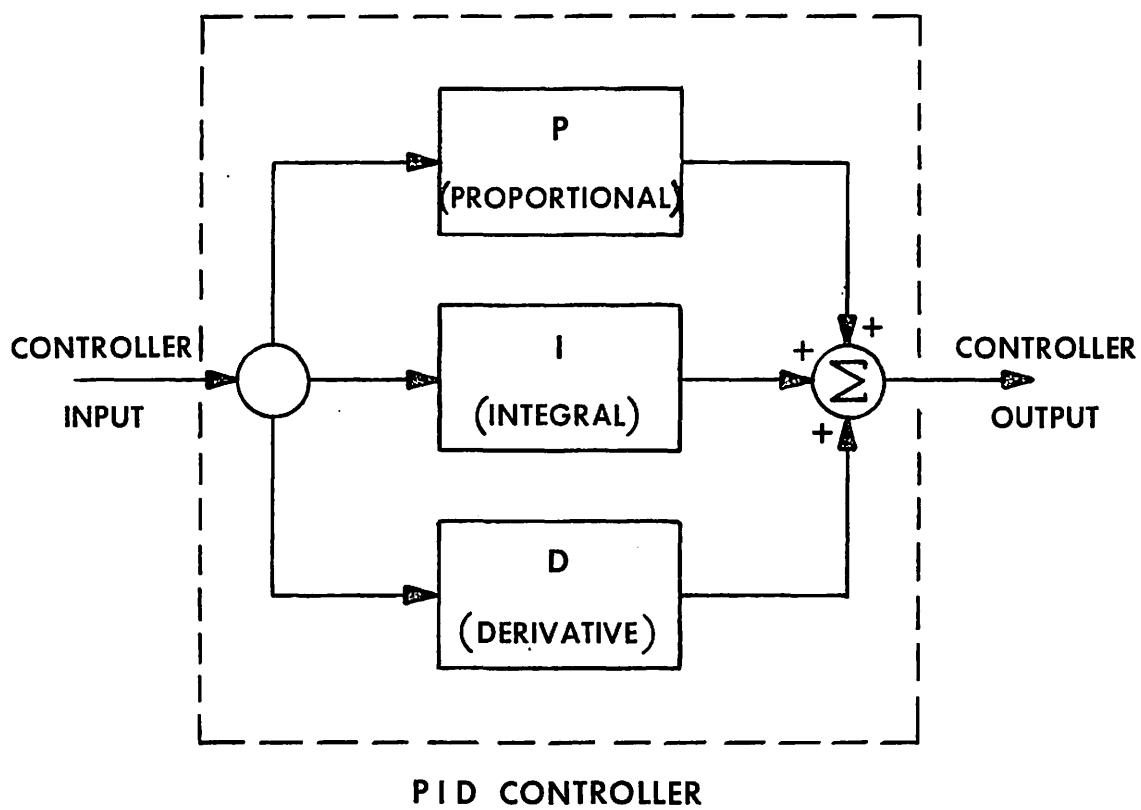 P
(PROPORTIONAL)
+
CONTROLLER
INPUT
I
(INTEGRAL)
+
Σ
+
CONTROLLER
OUTPUT
D
(DERIVATIVE)
PID CONTROLLER